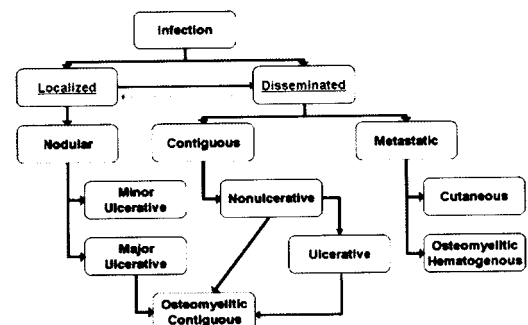 Infection
Localized
Disseminated
Nodular
Contiguous
Metastatic
Minor
Ulcerative
Nonulcerative
Cutaneous
Major
Ulcerative
Ulcerative
Osteomyelitic
Hematogenous
Osteomyelitic
Contiguous